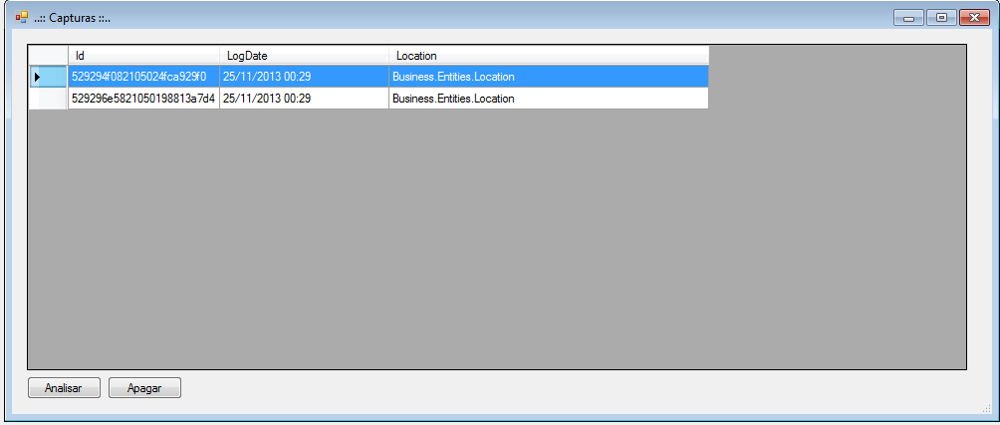 ..:: Capturas ::..
Id LogDate Location
529294f082105024fca929f0 25/11/2013 00:29 Business.Entities.Location
529296e5821050198813a7d4 25/11/2013 00:29 Business.Entities.Location
Analisar Apagar